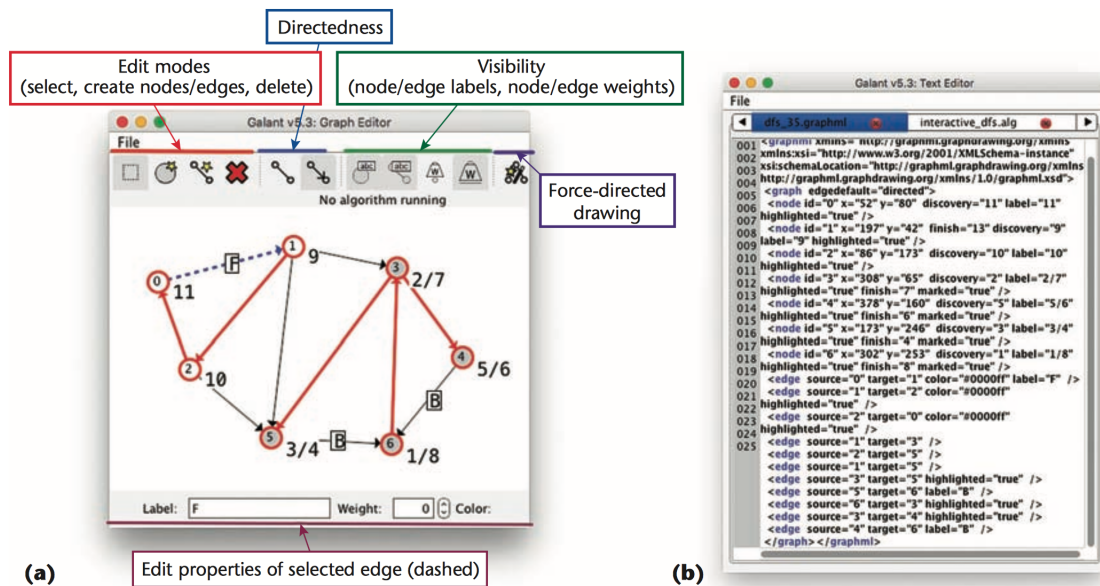 Directedness
Edit modes
(select, create nodes/edges, delete)
Visibility
(node/edge labels, node/edge weights)
Galant v5.3: Graph Editor
File
abc
abc
W
W
No algorithm running
Force-directed
drawing
1
9
F
0
11
3
2/7
2
10
4
5/6
B
5
3/4
B
6
1/8
Label:
F
Weight:
0
Color:
Edit properties of selected edge (dashed)
(a)
Galant v5.3: Text Editor
File
dfs_35.graphml
interactive_dfs.alg
001
002
003
004
005
006
007
008
009
010
011
012
013
014
015
016
017
018
019
020
021
022
023
024
025
<graphml xmlns="http://graphml.graphdrawing.org/xmlns"
xmlns:xsi="http://www.w3.org/2001/XMLSchema-instance"
xsi:schemaLocation="http://graphml.graphdrawing.org/xmlns
http://graphml.graphdrawing.org/xmlns/1.0/graphml.xsd">
<graph edgedefault="directed">
<node id="0" x="52" y="80" discovery="11" label="11"
highlighted="true" />
<node id="1" x="197" y="42" finish="13" discovery="9"
label="9" highlighted="true" />
<node id="2" x="86" y="173" discovery="10" label="10"
highlighted="true" />
<node id="3" x="308" y="65" discovery="2" label="2/7"
highlighted="true" finish="7" marked="true" />
<node id="4" x="378" y="160" discovery="5" label="5/6"
highlighted="true" finish="6" marked="true" />
<node id="5" x="173" y="246" discovery="3" label="3/4"
highlighted="true" finish="4" marked="true" />
<node id="6" x="302" y="253" discovery="1" label="1/8"
highlighted="true" finish="8" marked="true" />
<edge source="0" target="1" color="#0000ff" label="F" />
<edge source="1" target="2" color="#0000ff"
highlighted="true" />
<edge source="2" target="0" color="#0000ff"
highlighted="true" />
<edge source="1" target="3" />
<edge source="2" target="5" />
<edge source="1" target="5" />
<edge source="3" target="5" highlighted="true" />
<edge source="5" target="6" label="B" />
<edge source="6" target="3" highlighted="true" />
<edge source="3" target="4" highlighted="true" />
<edge source="4" target="6" label="B" />
</graph></graphml>
(b)